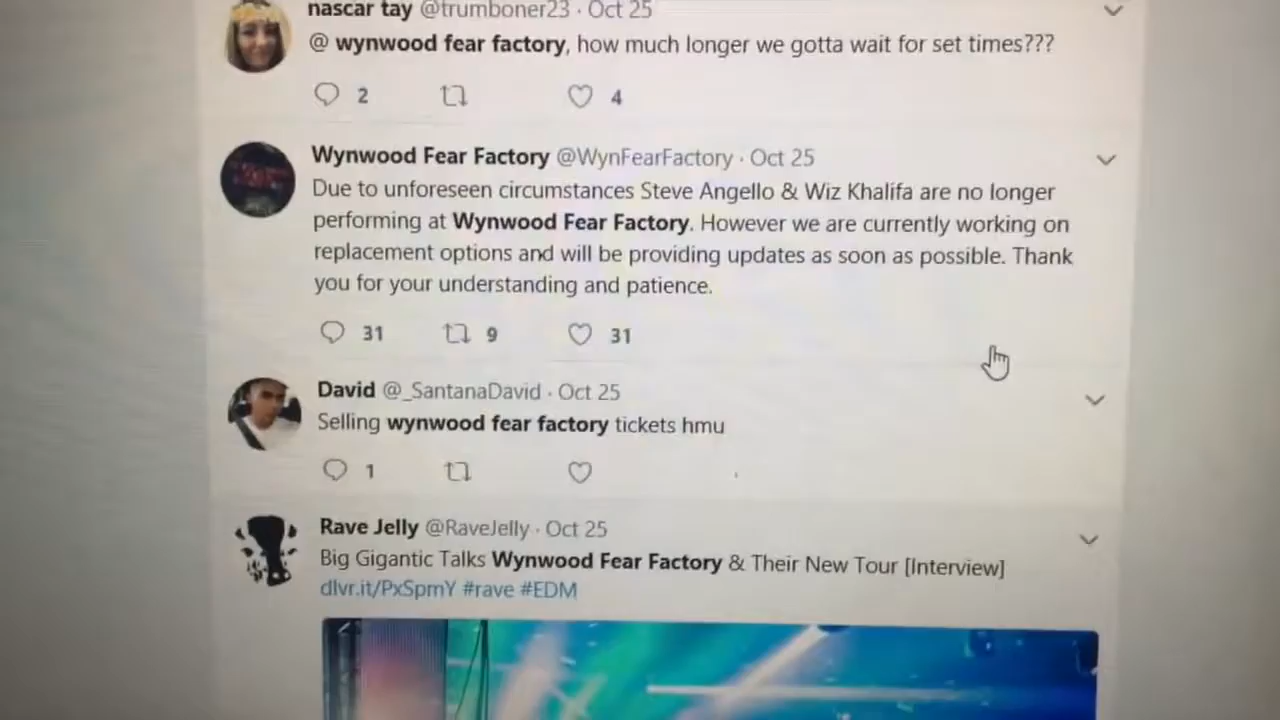 nascar tay @trumboner23 · Oct 25
@ wynwood fear factory, how much longer we gotta wait for set times???
2 4
Wynwood Fear Factory @WynFearFactory · Oct 25
Due to unforeseen circumstances Steve Angello & Wiz Khalifa are no longer
performing at Wynwood Fear Factory. However we are currently working on
replacement options and will be providing updates as soon as possible. Thank
you for your understanding and patience.
31 9 31
David @_SantanaDavid · Oct 25
Selling wynwood fear factory tickets hmu
1
Rave Jelly @RaveJelly · Oct 25
Big Gigantic Talks Wynwood Fear Factory & Their New Tour [Interview]
dlvr.it/PxSpmY #rave #EDM